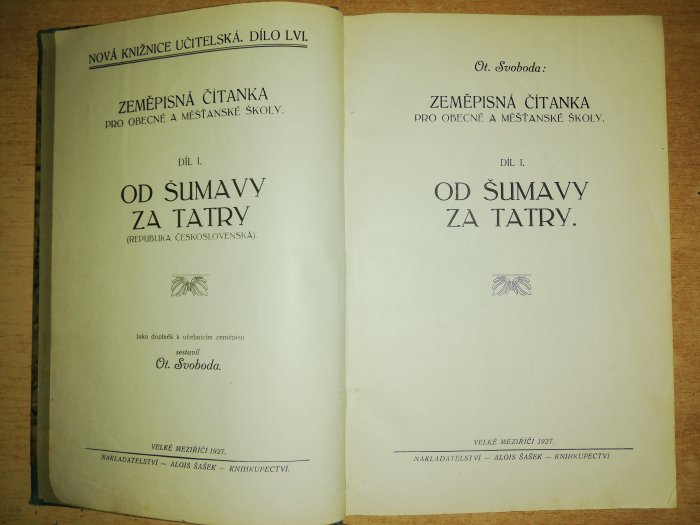 NOVÁ KNIŽNICE UČITELSKÁ. DÍLO LVI.
ZEMĚPISNÁ ČÍTANKA
PRO OBECNÉ A MĚŠŤANSKÉ ŠKOLY.
DÍL I.
OD ŠUMAVY
ZA TATRY
(REPUBLIKA ČESKOSLOVENSKÁ).
Jako doplněk k učebnicím zeměpisu
sestavil
Ot. Svoboda.
VELKÉ MEZIŘÍČÍ 1927.
NAKLADATELSTVÍ — ALOIS ŠAŠEK — KNIHKUPECTVÍ.
Ot. Svoboda:
ZEMĚPISNÁ ČÍTANKA
PRO OBECNÉ A MĚŠŤANSKÉ ŠKOLY.
DÍL I.
OD ŠUMAVY
ZA TATRY.
VELKÉ MEZIŘÍČÍ 1927.
NAKLADATELSTVÍ — ALOIS ŠAŠEK — KNIHKUPECTVÍ.